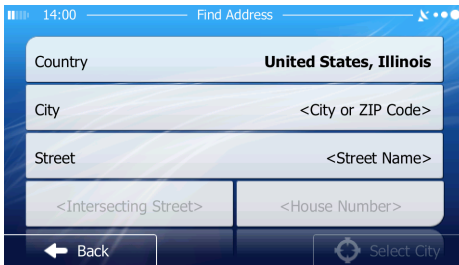 14:00 Find Address
Country United States, Illinois
City <City or ZIP Code>
Street <Street Name>
<Intersecting Street> <House Number>
Back Select City